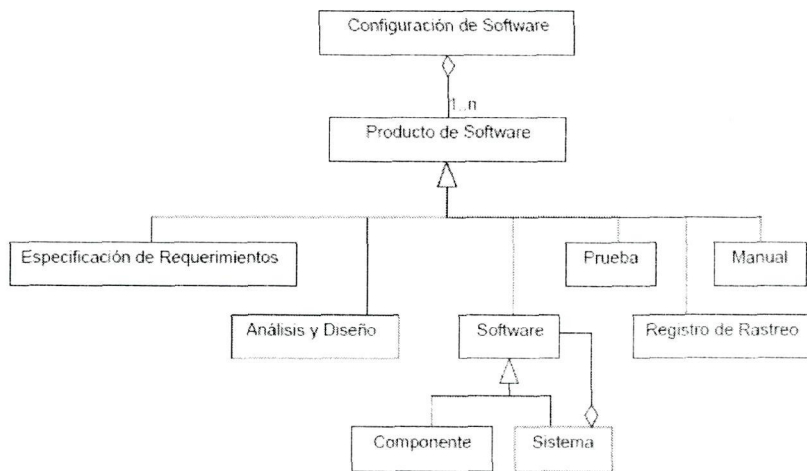 Configuración de Software
1..n
Producto de Software
Especificación de Requerimientos
Prueba
Manual
Análisis y Diseño
Software
Registro de Rastreo
Componente
Sistema